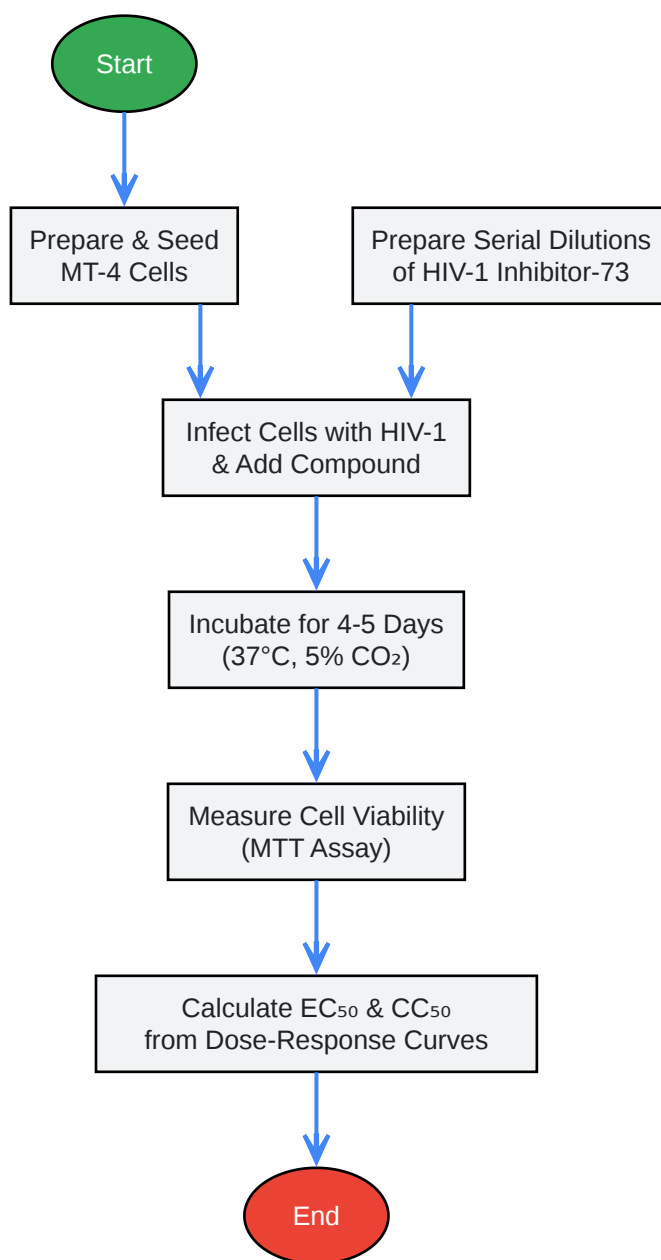 Start
Prepare & Seed
MT-4 Cells
Prepare Serial Dilutions
of HIV-1 Inhibitor-73
Infect Cells with HIV-1
& Add Compound
Incubate for 4-5 Days
(37°C, 5% CO₂)
Measure Cell Viability
(MTT Assay)
Calculate EC₅₀ & CC₅₀
from Dose-Response Curves
End